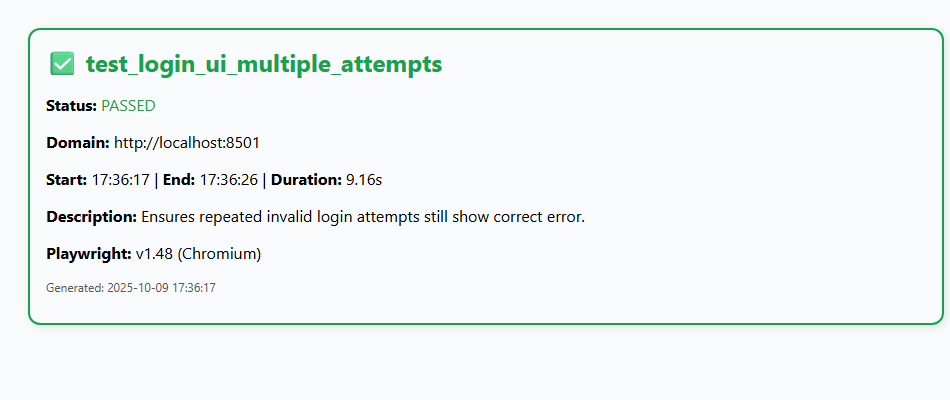 ✅ test_login_ui_multiple_attempts
Status: PASSED
Domain: http://localhost:8501
Start: 17:36:17 | End: 17:36:26 | Duration: 9.16s
Description: Ensures repeated invalid login attempts still show correct error.
Playwright: v1.48 (Chromium)
Generated: 2025-10-09 17:36:17